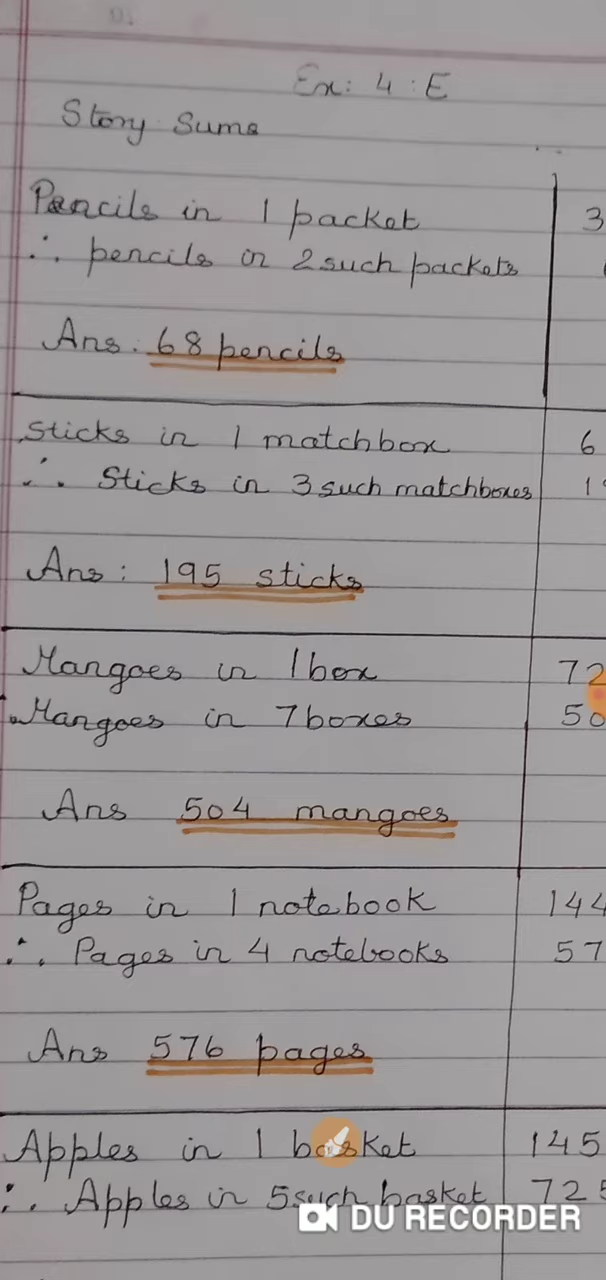 Ex: 4 : E
Story Sums
Pencils in 1 packet 3
∴ pencils in 2 such packets
Ans: 68 pencils
Sticks in 1 matchbox 6
∴ Sticks in 3 such matchboxes 1
Ans: 195 sticks
Mangoes in 1 box 72
Mangoes in 7 boxes 50
Ans 504 mangoes
Pages in 1 notebook 144
∴ Pages in 4 notebooks 57
Ans 576 pages
Apples in 1 basket 145
∴ Apples in 5 such basket 725
DU RECORDER